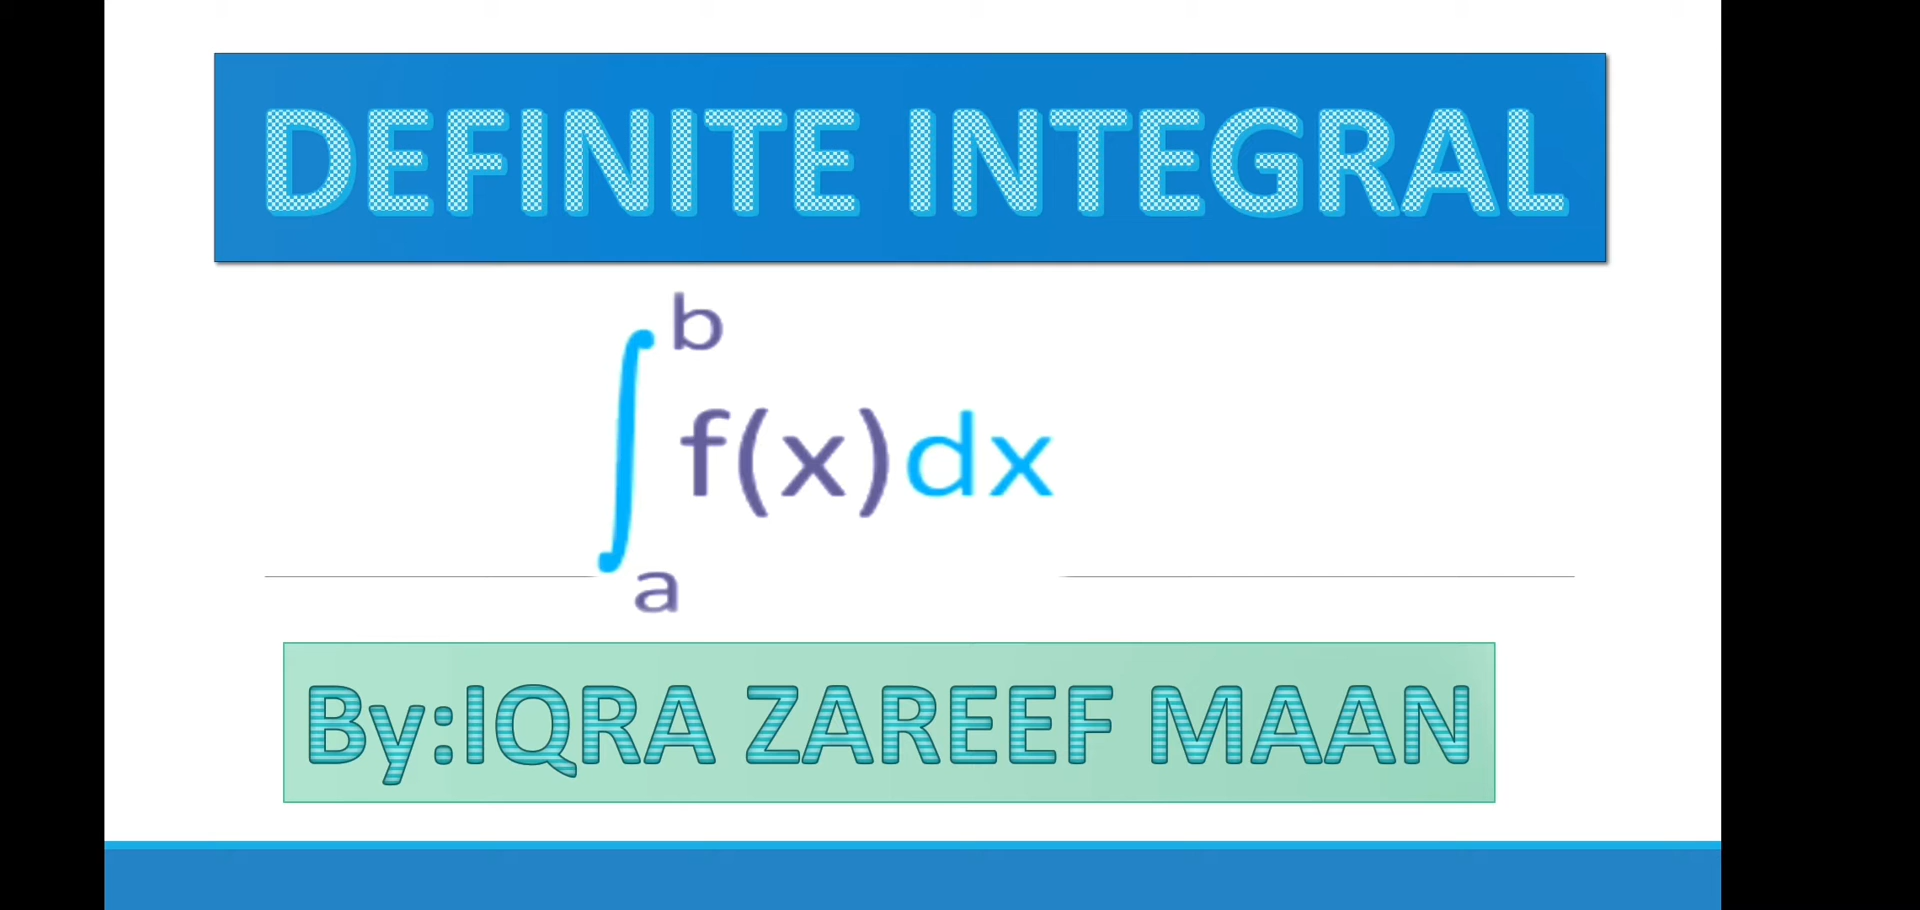 DEFINITE INTEGRAL
b
∫ f(x)dx
a
By:IQRA ZAREEF MAAN